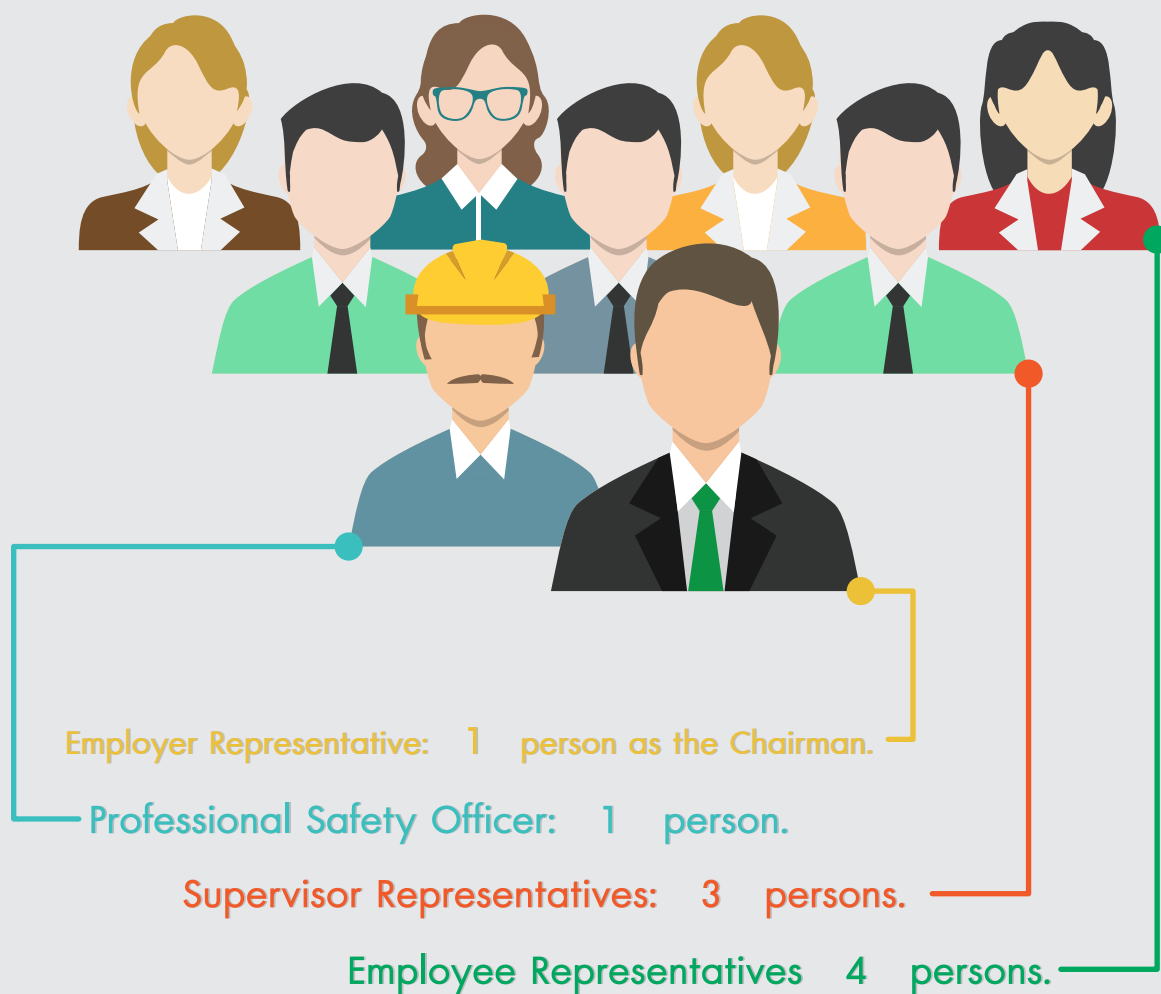 Employer Representative: 1 person as the Chairman.
Professional Safety Officer: 1 person.
Supervisor Representatives: 3 persons.
Employee Representatives 4 persons.